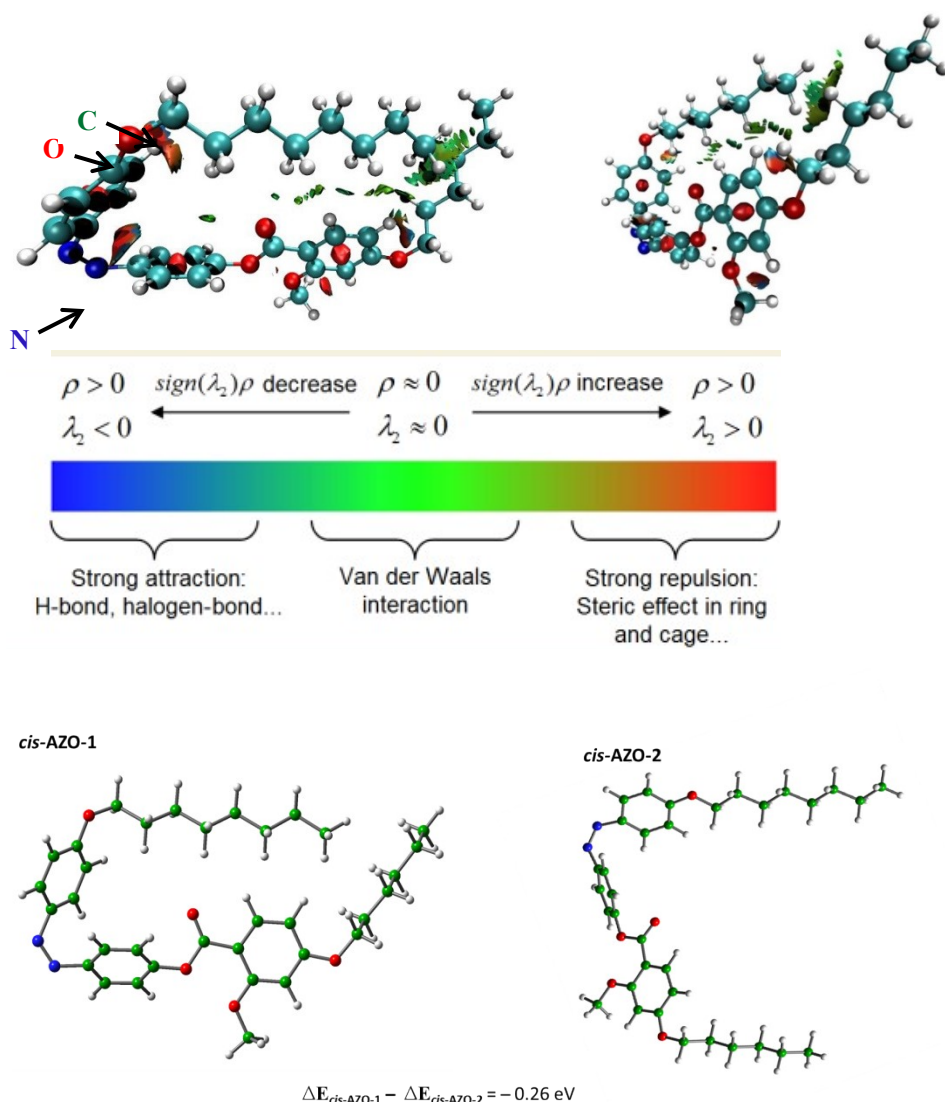 C
O
N
ρ > 0 sign(λ₂)ρ decrease ρ ≈ 0 sign(λ₂)ρ increase ρ > 0
λ₂ < 0 λ₂ ≈ 0 λ₂ > 0
Strong attraction: Van der Waals Strong repulsion:
H-bond, halogen-bond... interaction Steric effect in ring
and cage...
cis-AZO-1 cis-AZO-2
ΔEcis-AZO-1 − ΔEcis-AZO-2 = − 0.26 eV